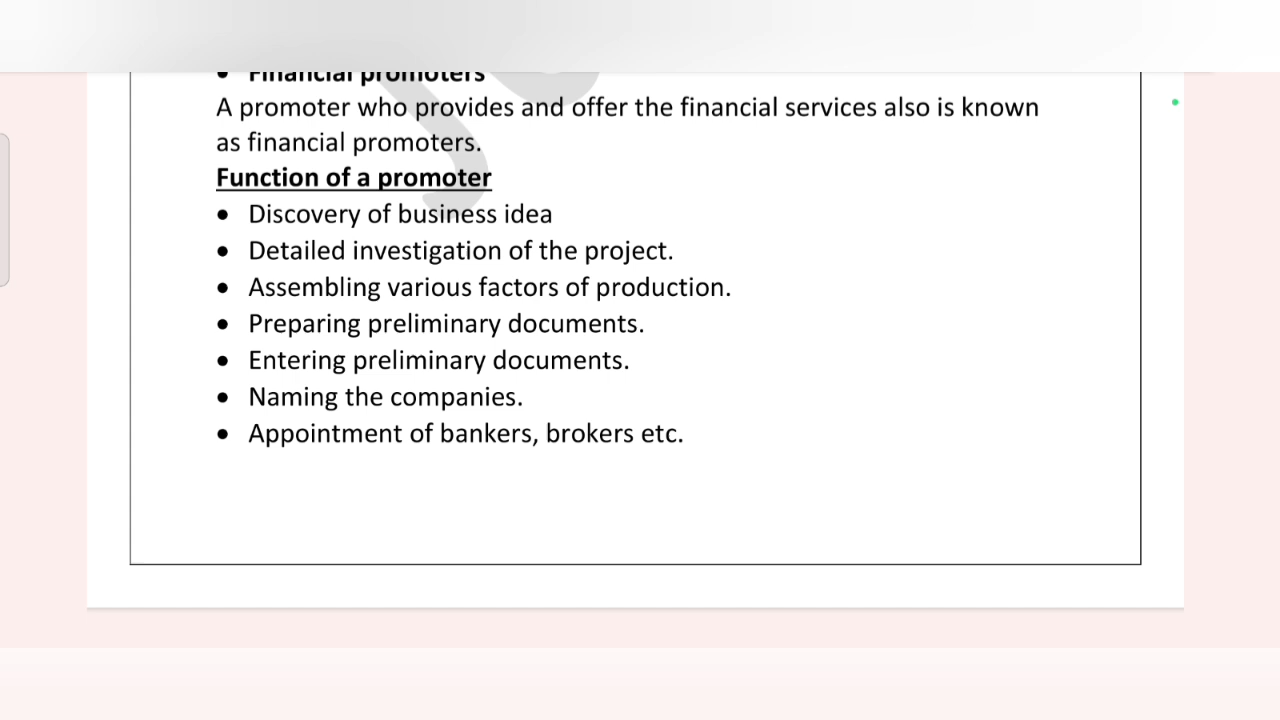 • Financial promoters
A promoter who provides and offer the financial services also is known
as financial promoters.
Function of a promoter
• Discovery of business idea
• Detailed investigation of the project.
• Assembling various factors of production.
• Preparing preliminary documents.
• Entering preliminary documents.
• Naming the companies.
• Appointment of bankers, brokers etc.